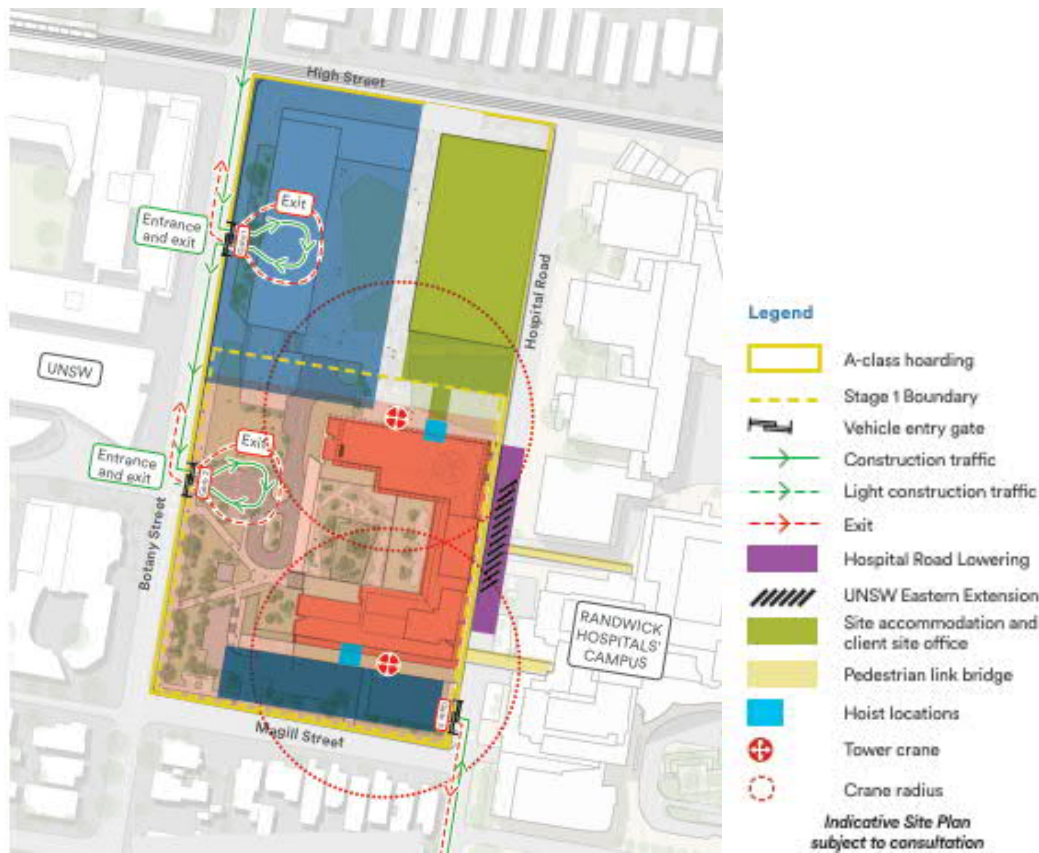 High Street
Exit
Entrance
and exit
Hospital Road
UNSW
Exit
Entrance
and exit
Botany Street
RANDWICK
HOSPITALS'
CAMPUS
Magill Street
Legend
A-class hoarding
Stage 1 Boundary
Vehicle entry gate
Construction traffic
Light construction traffic
Exit
Hospital Road Lowering
UNSW Eastern Extension
Site accommodation and
client site office
Pedestrian link bridge
Hoist locations
Tower crane
Crane radius
Indicative Site Plan
subject to consultation